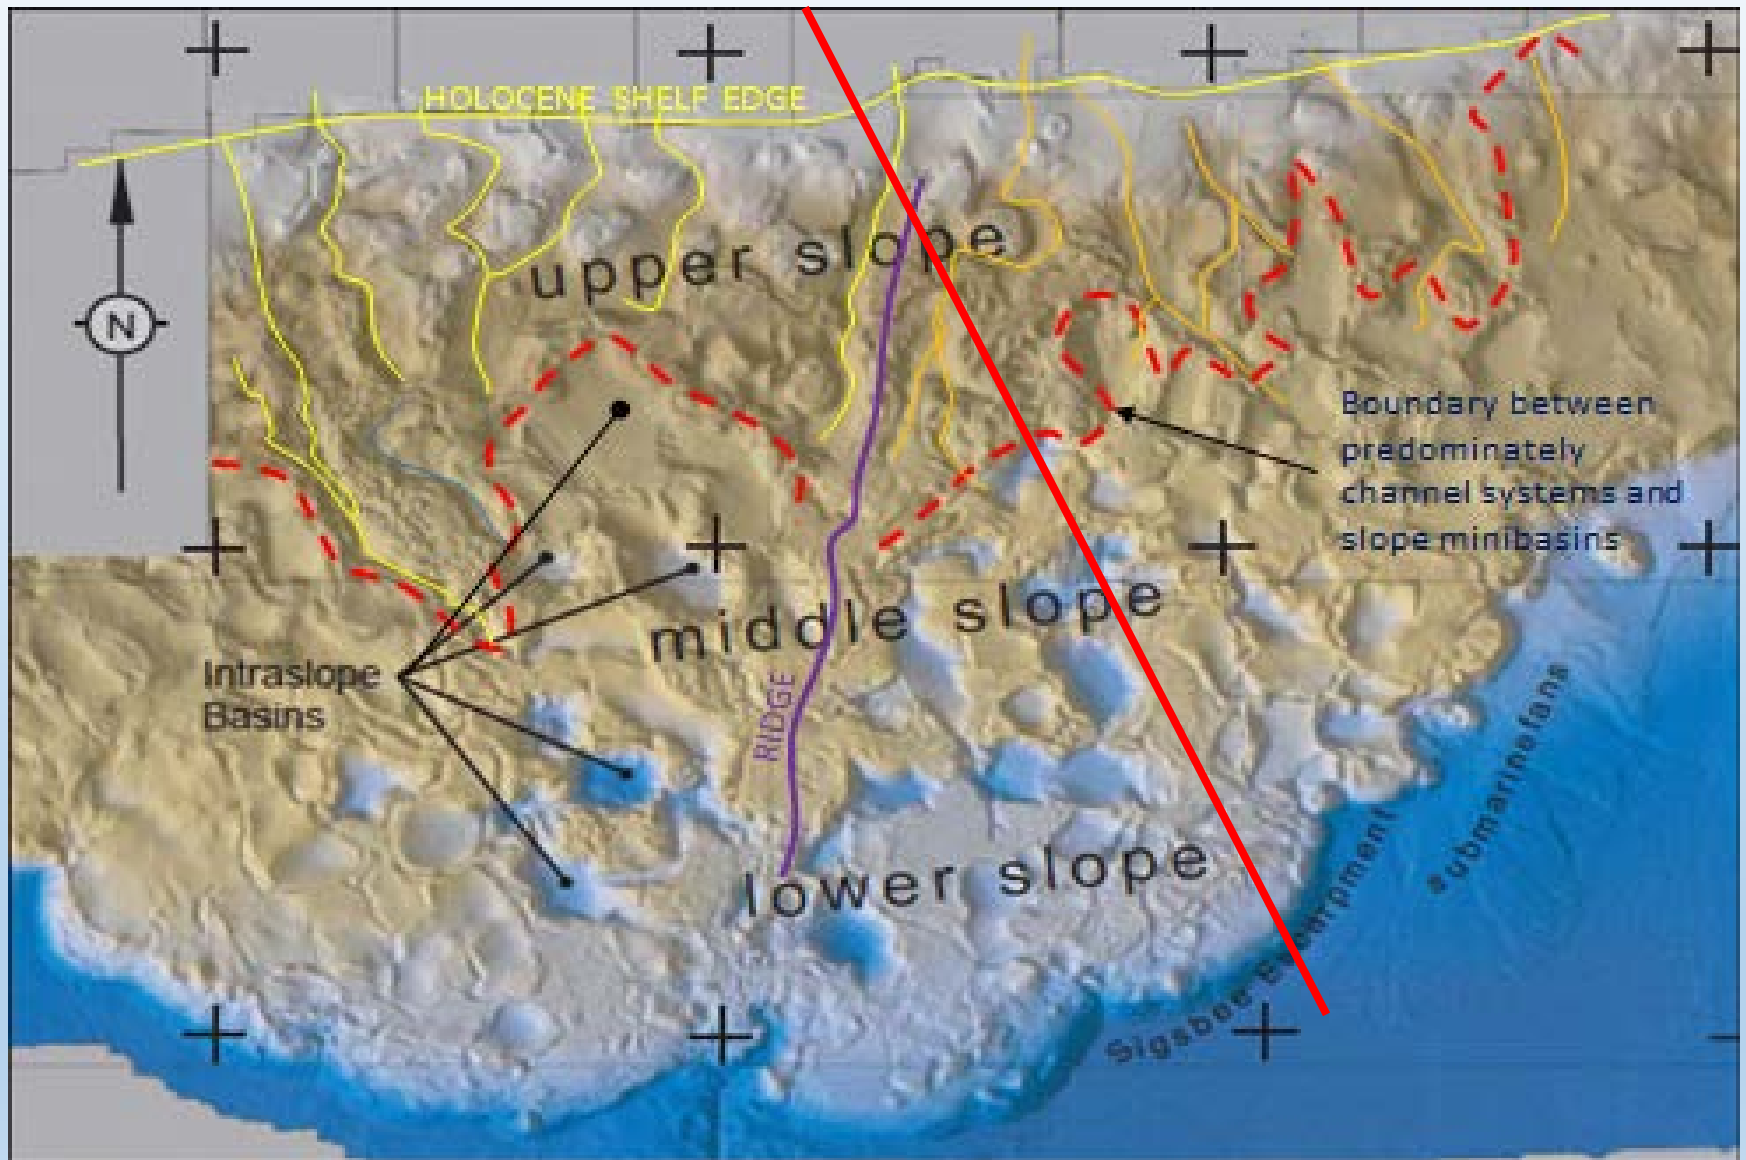 HOLOCENE SHELF EDGE
upper slope
N
Boundary between
predominately
channel systems and
slope minibasins
middle slope
Intraslope
Basins
RIDGE
submarine fans
lower slope
Sigsbee Escarpment